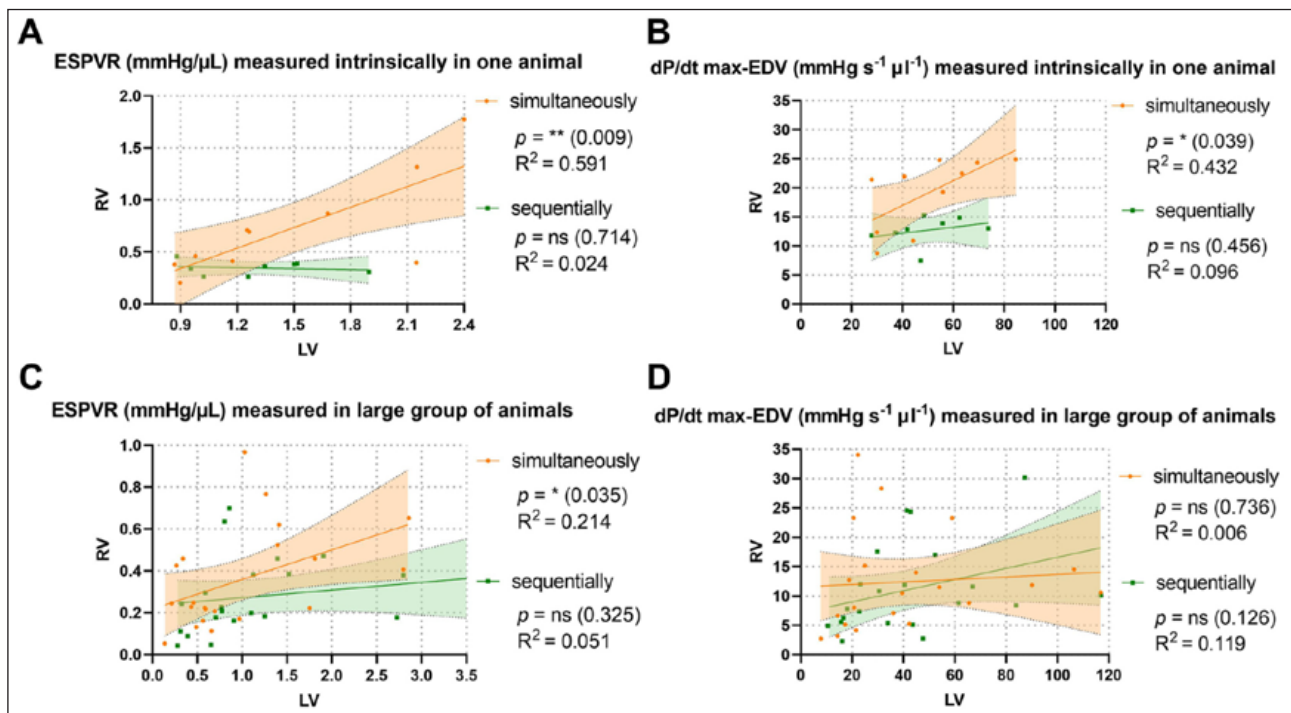 A
ESPVR (mmHg/µL) measured intrinsically in one animal
2.0
1.5
1.0
0.5
0.0
RV
0.9 1.2 1.5 1.8 2.1 2.4
LV
simultaneously
p = ** (0.009)
R² = 0.591
sequentially
p = ns (0.714)
R² = 0.024
B
dP/dt max-EDV (mmHg s⁻¹ µl⁻¹) measured intrinsically in one animal
35
30
25
20
15
10
5
0
RV
0 20 40 60 80 100 120
LV
simultaneously
p = * (0.039)
R² = 0.432
sequentially
p = ns (0.456)
R² = 0.096
C
ESPVR (mmHg/µL) measured in large group of animals
1.0
0.8
0.6
0.4
0.2
0.0
RV
0.0 0.5 1.0 1.5 2.0 2.5 3.0 3.5
LV
simultaneously
p = * (0.035)
R² = 0.214
sequentially
p = ns (0.325)
R² = 0.051
D
dP/dt max-EDV (mmHg s⁻¹ µl⁻¹) measured in large group of animals
35
30
25
20
15
10
5
0
RV
0 20 40 60 80 100 120
LV
simultaneously
p = ns (0.736)
R² = 0.006
sequentially
p = ns (0.126)
R² = 0.119